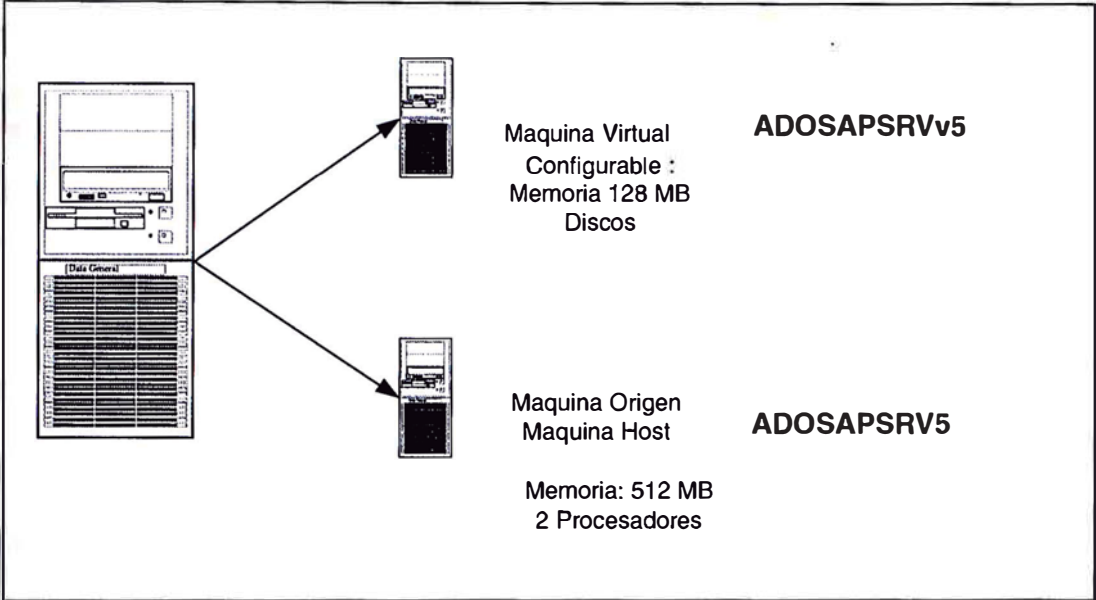 Data General
Maquina Virtual
Configurable :
Memoria 128 MB
Discos
ADOSAPSRVv5
Maquina Origen
Maquina Host
ADOSAPSRV5
Memoria: 512 MB
2 Procesadores